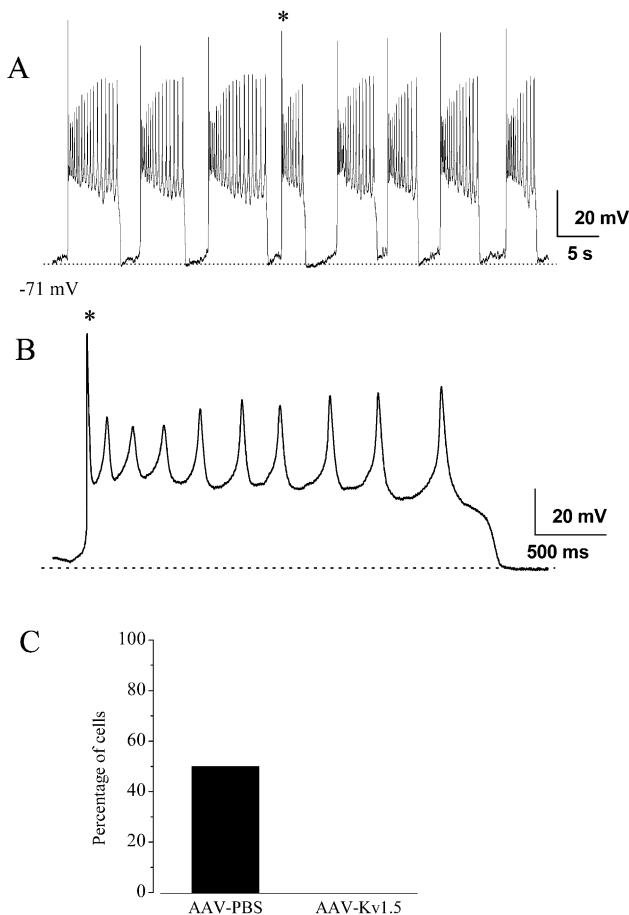 A
*
20 mV
5 s
-71 mV
B
*
20 mV
500 ms
C
Percentage of cells
100
80
60
40
20
0
AAV-PBS
AAV-Kv1.5